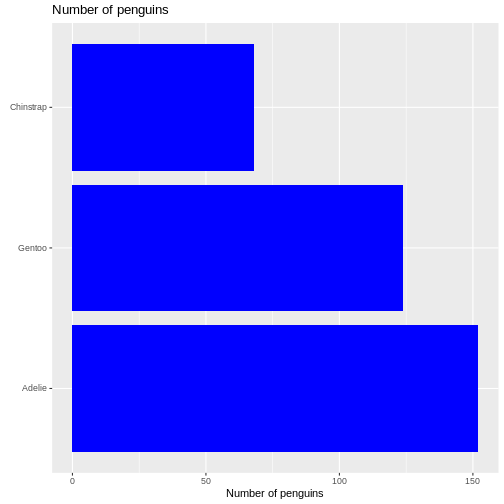 Number of penguins
Chinstrap
Gentoo
Adelie
0 50 100 150
Number of penguins